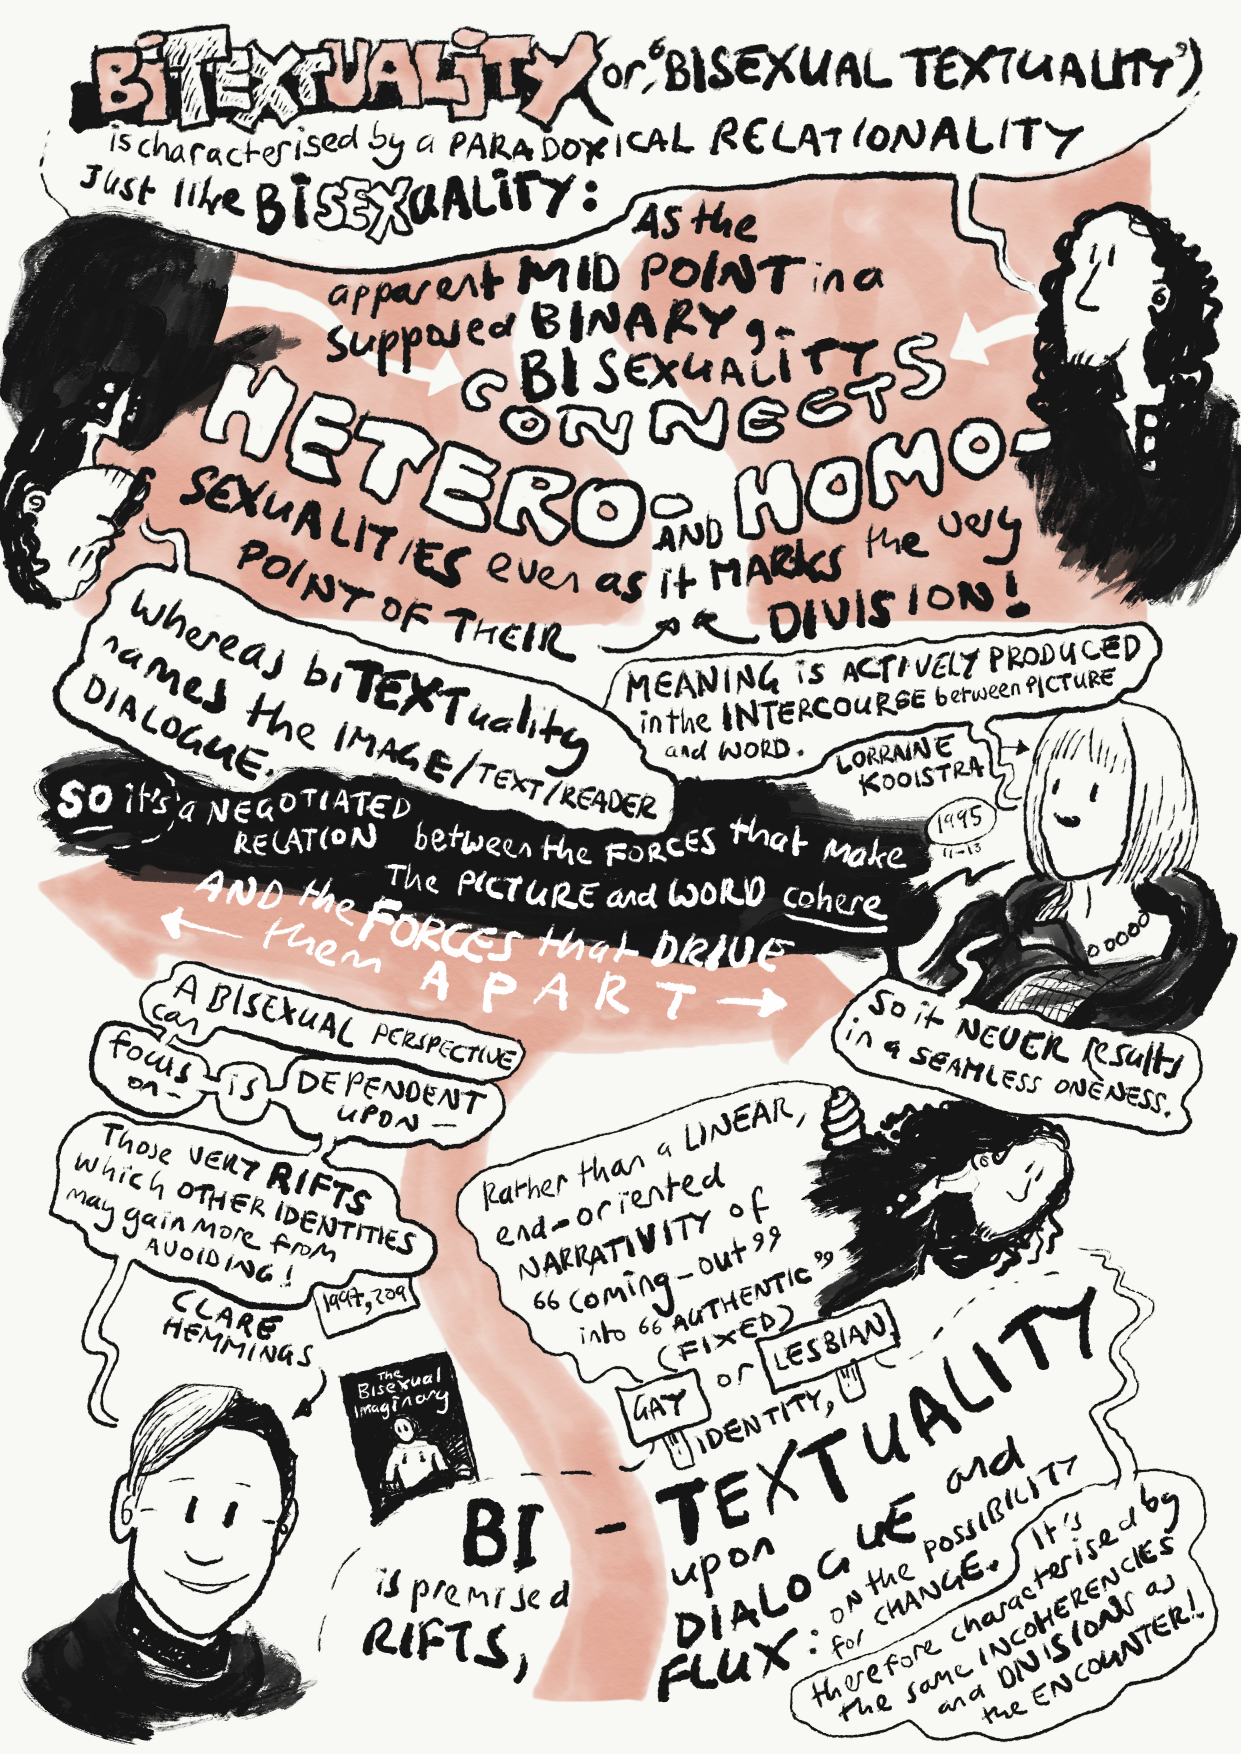 BiTEXTUALiTY (or, "BISEXUAL TEXTUALITY")
is characterised by a PARADOXICAL RELATIONALITY
Just like BiSEXUALiTY:
As the
apparent MID POINT in a
supposed BINARY,
BISEXUALITY
CONNECTS
HETERO- AND HOMO-
SEXUALITIES even as it MARKS the very
POINT OF THEIR DIVISION!
Whereas biTEXTuality
names the IMAGE/TEXT/READER
DIALOGUE.
MEANING is ACTIVELY PRODUCED
in the INTERCOURSE between PICTURE
and WORD.
LORRAINE
KOOISTRA
1995
11-13
SO it's a NEGOTIATED
RELATION between the FORCES that make
The PICTURE and WORD cohere
AND the FORCES that DRIVE
them APART
So it NEVER results
in a SEAMLESS ONENESS.
A BISEXUAL PERSPECTIVE
can
focus
on-
is
DEPENDENT
UPON-
Those VERY RIFTS
which OTHER IDENTITIES
may gain more from
AVOIDING!
1997, 209
CLARE
HEMMINGS
The
Bisexual
Imaginary
Rather than a LINEAR,
end-oriented
NARRATIVITY of
"coming-out"
into "AUTHENTIC"
(FIXED)
GAY or LESBIAN
IDENTITY,
BI-TEXTUALITY
is premised upon
RIFTS, DIALOGUE and
FLUX: on the POSSIBILITY
for CHANGE. It's
therefore characterised by
the same INCOHERENCIES
and DIVISIONS as
the ENCOUNTER!